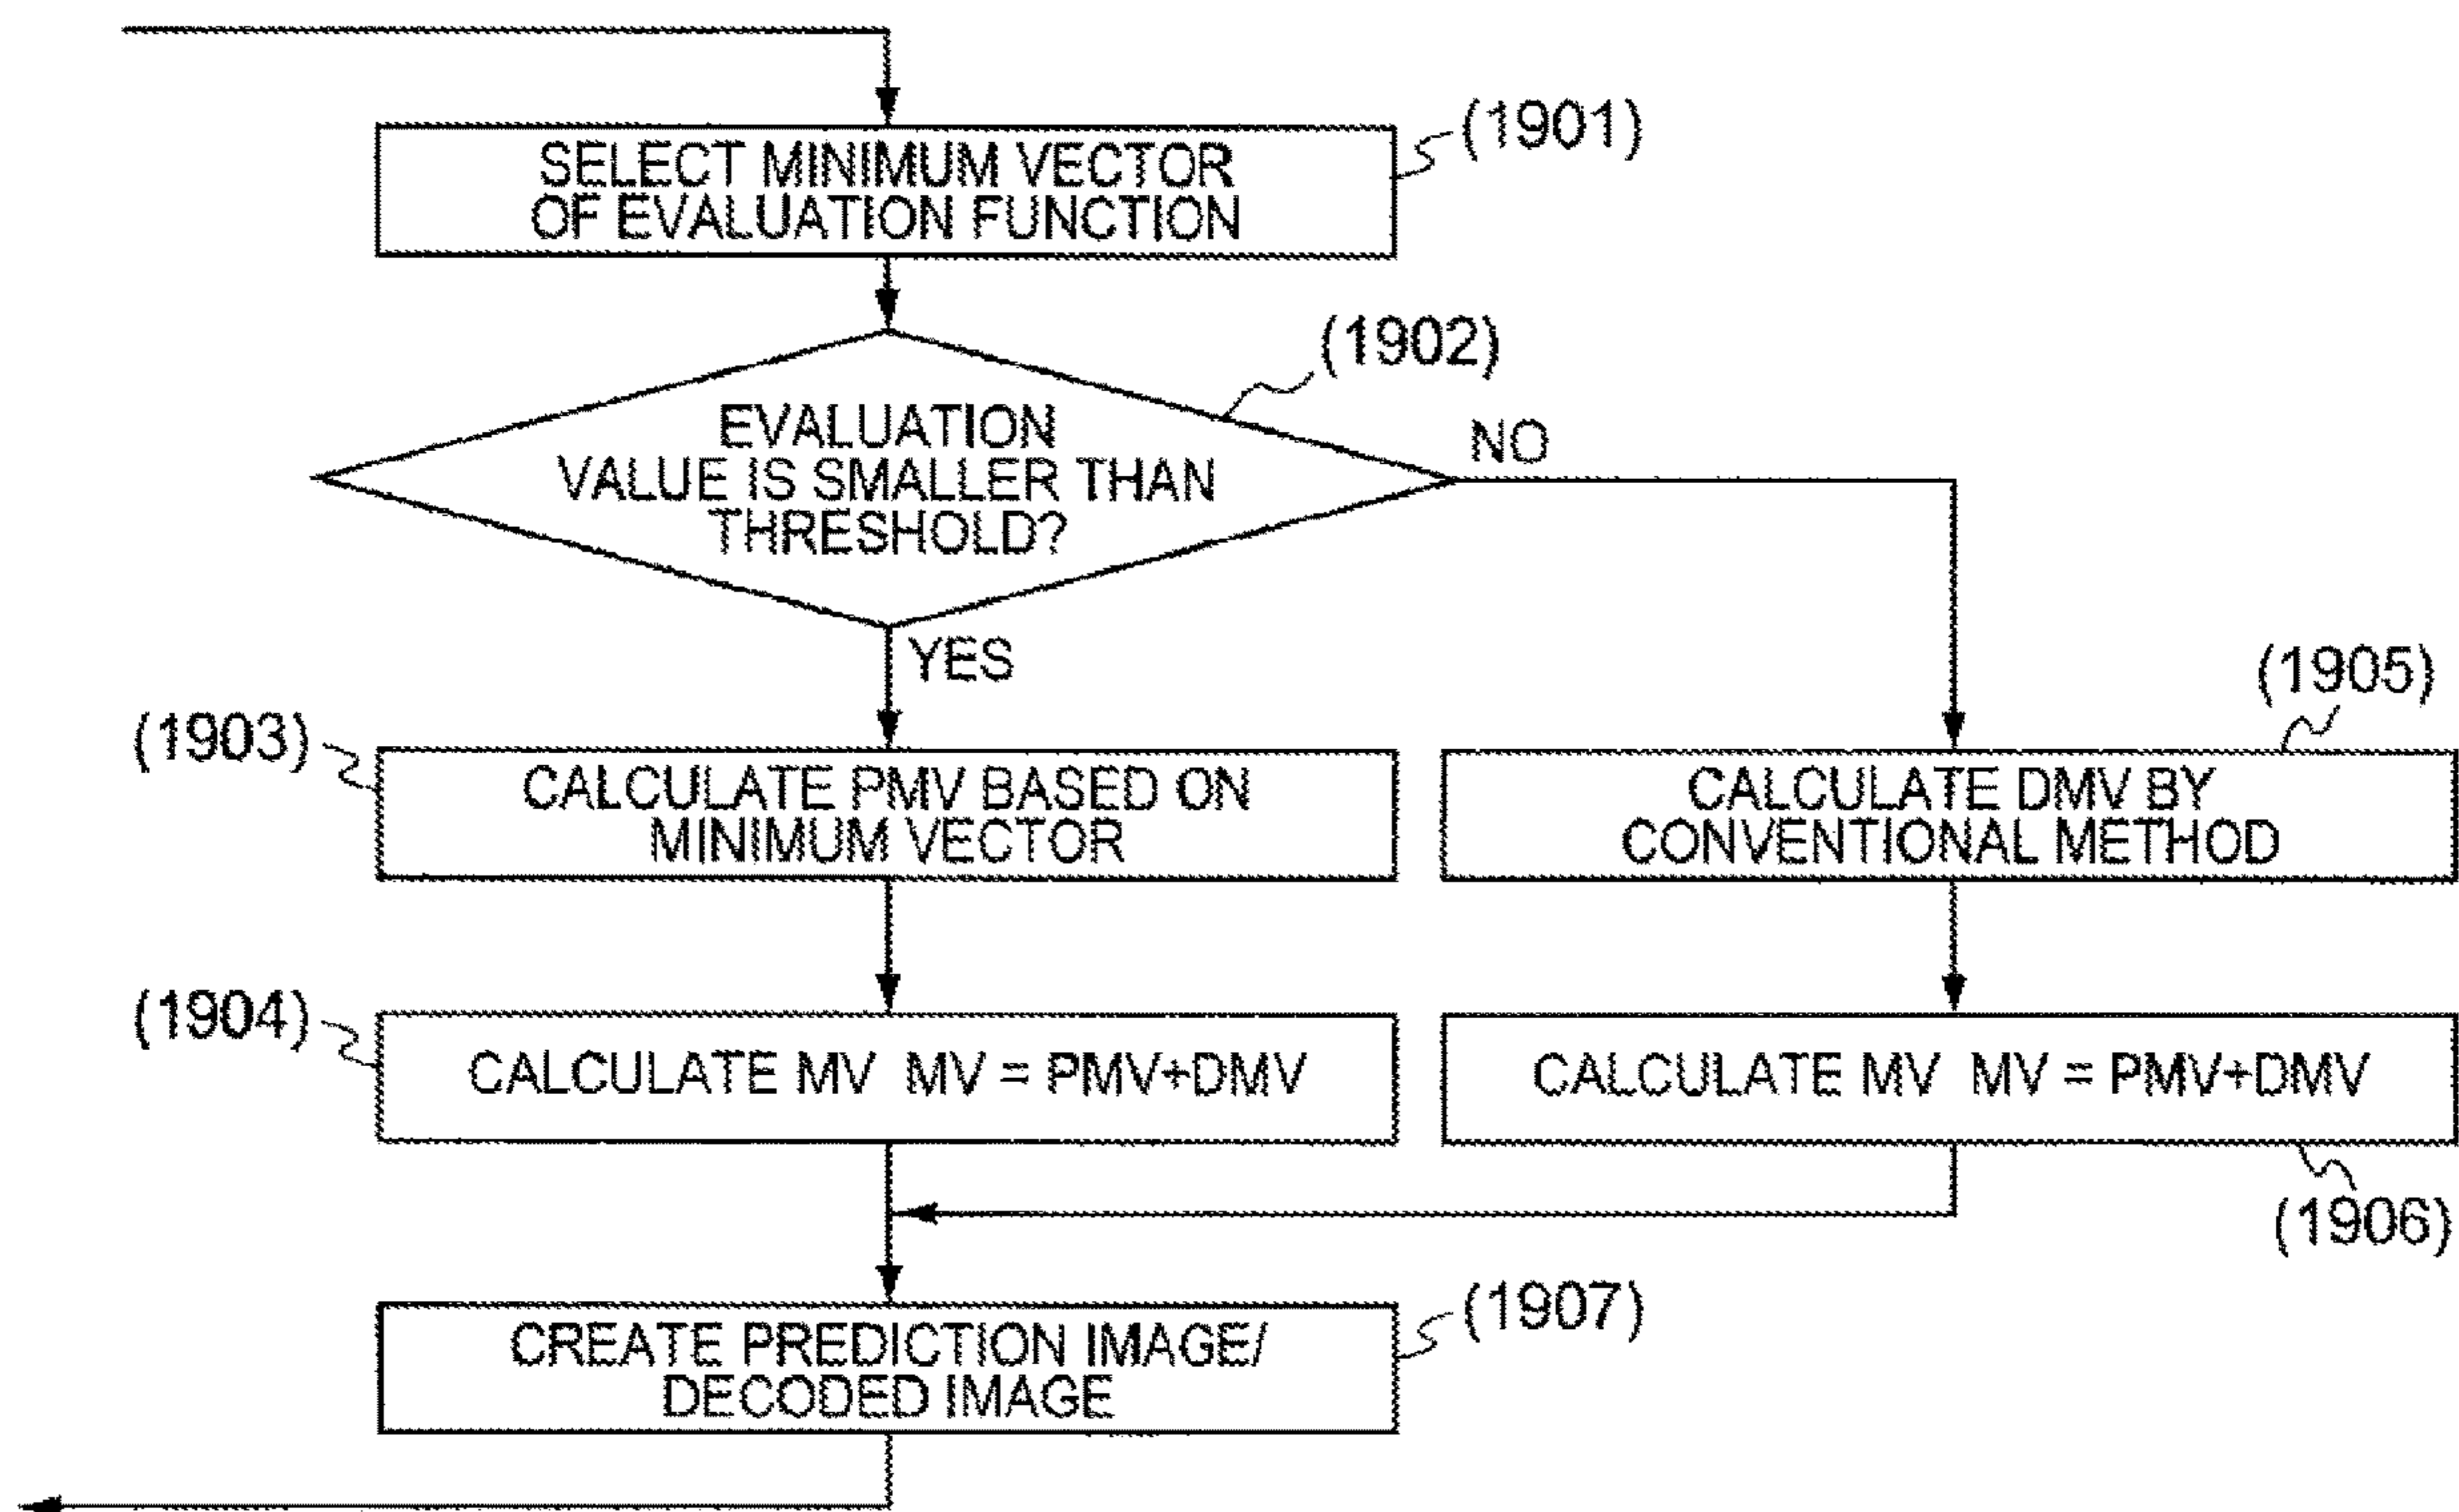 (1901)
SELECT MINIMUM VECTOR
OF EVALUATION FUNCTION
(1902)
EVALUATION
VALUE IS SMALLER THAN
THRESHOLD?
NO
YES
(1903)
CALCULATE PMV BASED ON
MINIMUM VECTOR
(1905)
CALCULATE DMV BY
CONVENTIONAL METHOD
(1904)
CALCULATE MV MV = PMV+DMV
CALCULATE MV MV = PMV+DMV
(1906)
(1907)
CREATE PREDICTION IMAGE/
DECODED IMAGE